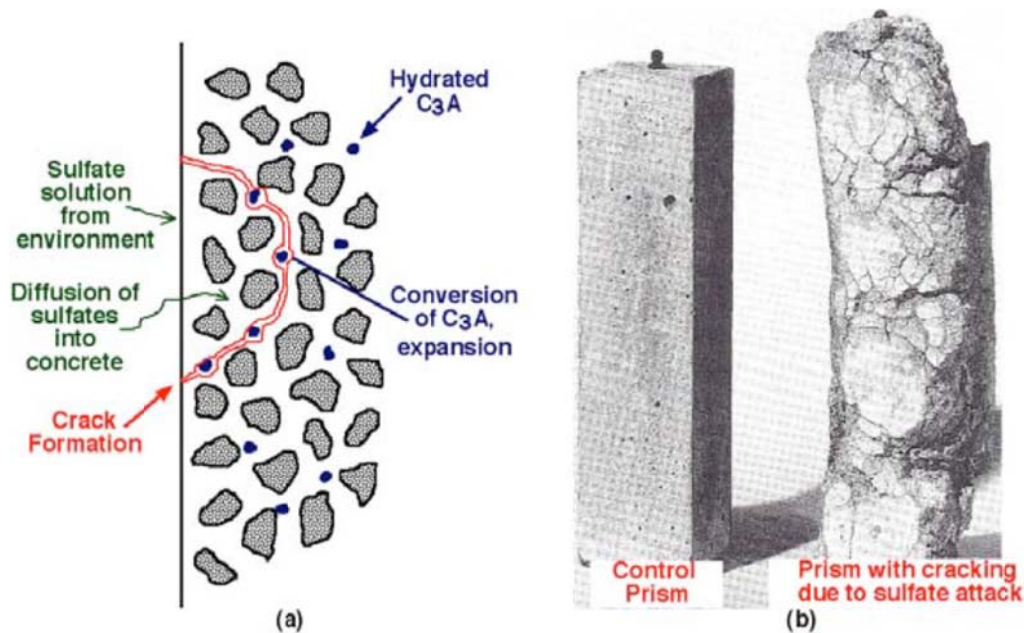 Hydrated
C3A
Sulfate
solution
from
environment
Diffusion of
sulfates
into
concrete
Conversion
of C3A,
expansion
Crack
Formation
(a)
Control
Prism
Prism with cracking
due to sulfate attack
(b)